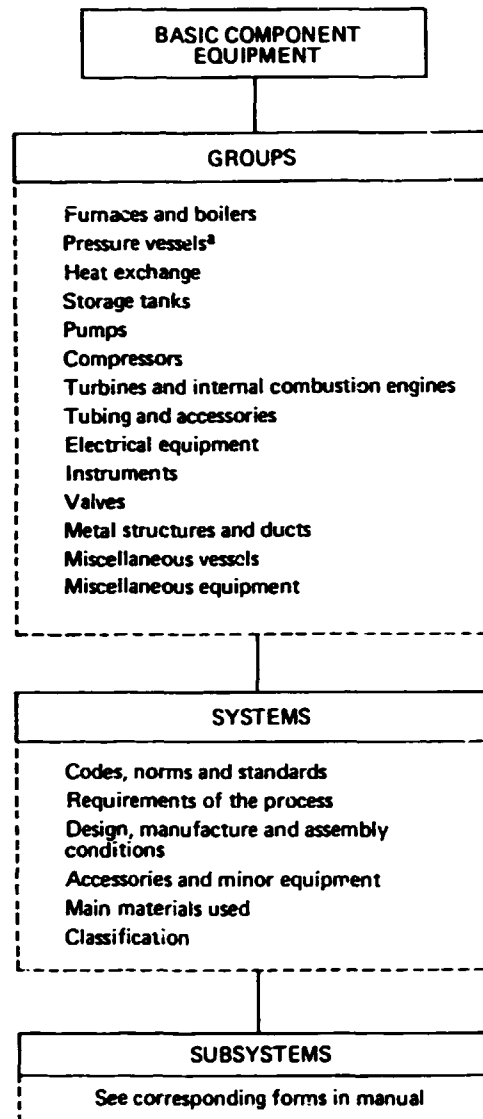 BASIC COMPONENT
EQUIPMENT
GROUPS
Furnaces and boilers
Pressure vesselsª
Heat exchange
Storage tanks
Pumps
Compressors
Turbines and internal combustion engines
Tubing and accessories
Electrical equipment
Instruments
Valves
Metal structures and ducts
Miscellaneous vessels
Miscellaneous equipment
SYSTEMS
Codes, norms and standards
Requirements of the process
Design, manufacture and assembly
conditions
Accessories and minor equipment
Main materials used
Classification
SUBSYSTEMS
See corresponding forms in manual